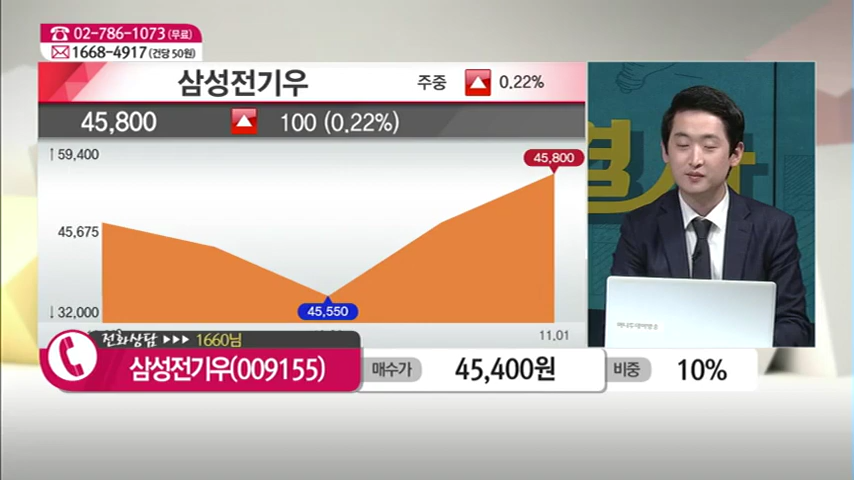 ☎ 02-786-1073 (무료)
✉ 1668-4917 (건당 50원)
삼성전기우 주중 ▲ 0.22%
45,800 ▲ 100 (0.22%)
↑59,400
45,800
45,675
↓32,000
45,550
11.01
전화상담 ▶▶▶ 1660님
삼성전기우(009155) 매수가 45,400원 비중 10%